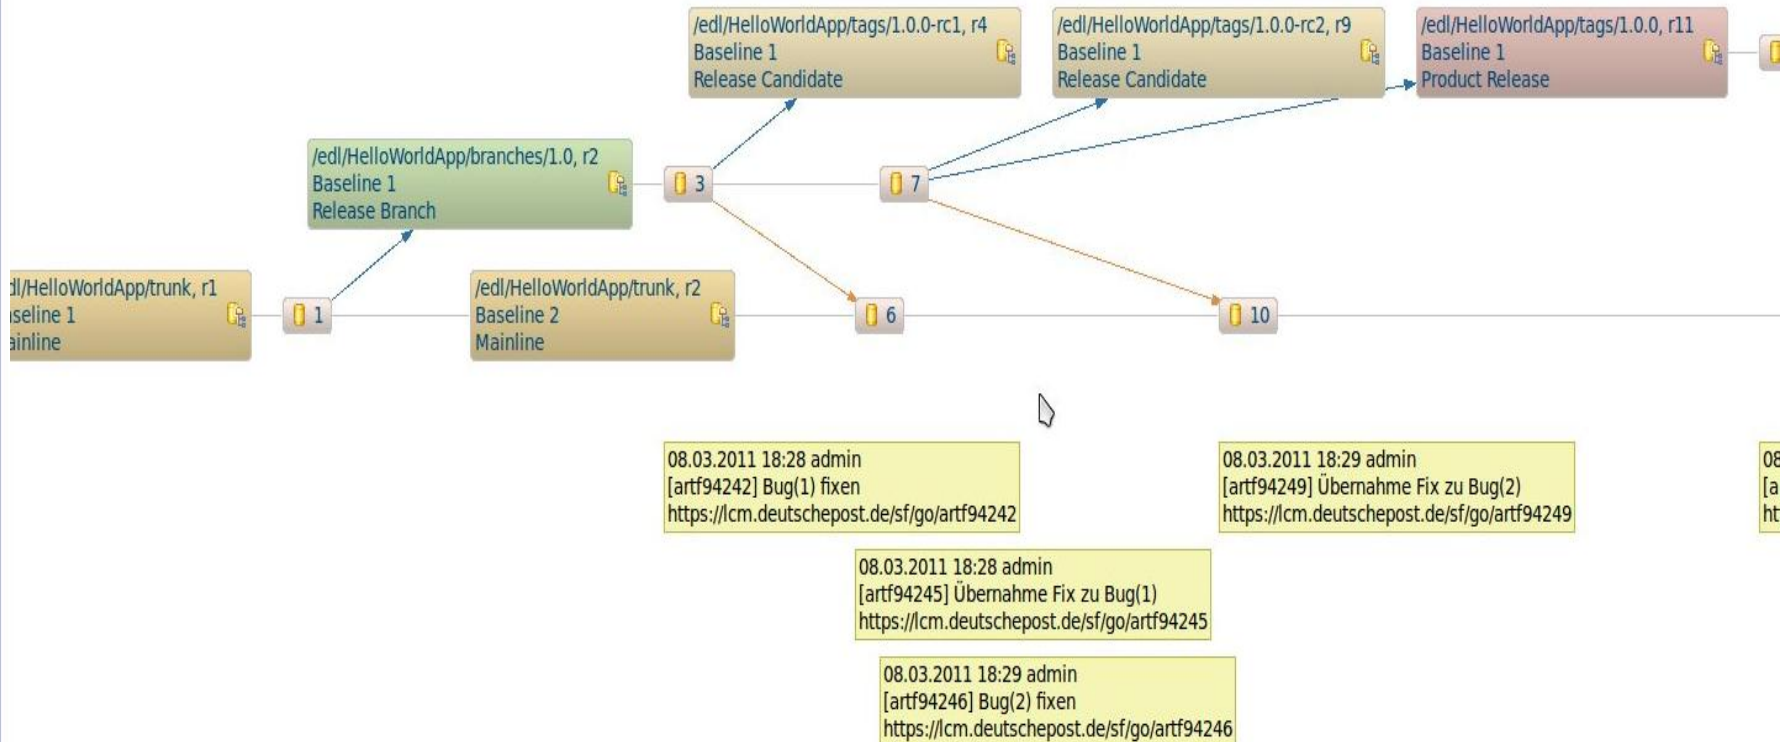 /edl/HelloWorldApp/tags/1.0.0-rc1, r4
Baseline 1
Release Candidate
/edl/HelloWorldApp/tags/1.0.0-rc2, r9
Baseline 1
Release Candidate
/edl/HelloWorldApp/tags/1.0.0, r11
Baseline 1
Product Release
/edl/HelloWorldApp/branches/1.0, r2
Baseline 1
Release Branch
3
7
dl/HelloWorldApp/trunk, r1
seline 1
ainline
1
/edl/HelloWorldApp/trunk, r2
Baseline 2
Mainline
6
10
08.03.2011 18:28 admin
[artf94242] Bug(1) fixen
https://lcm.deutschepost.de/sf/go/artf94242
08.03.2011 18:29 admin
[artf94249] Übernahme Fix zu Bug(2)
https://lcm.deutschepost.de/sf/go/artf94249
08
[a
ht
08.03.2011 18:28 admin
[artf94245] Übernahme Fix zu Bug(1)
https://lcm.deutschepost.de/sf/go/artf94245
08.03.2011 18:29 admin
[artf94246] Bug(2) fixen
https://lcm.deutschepost.de/sf/go/artf94246